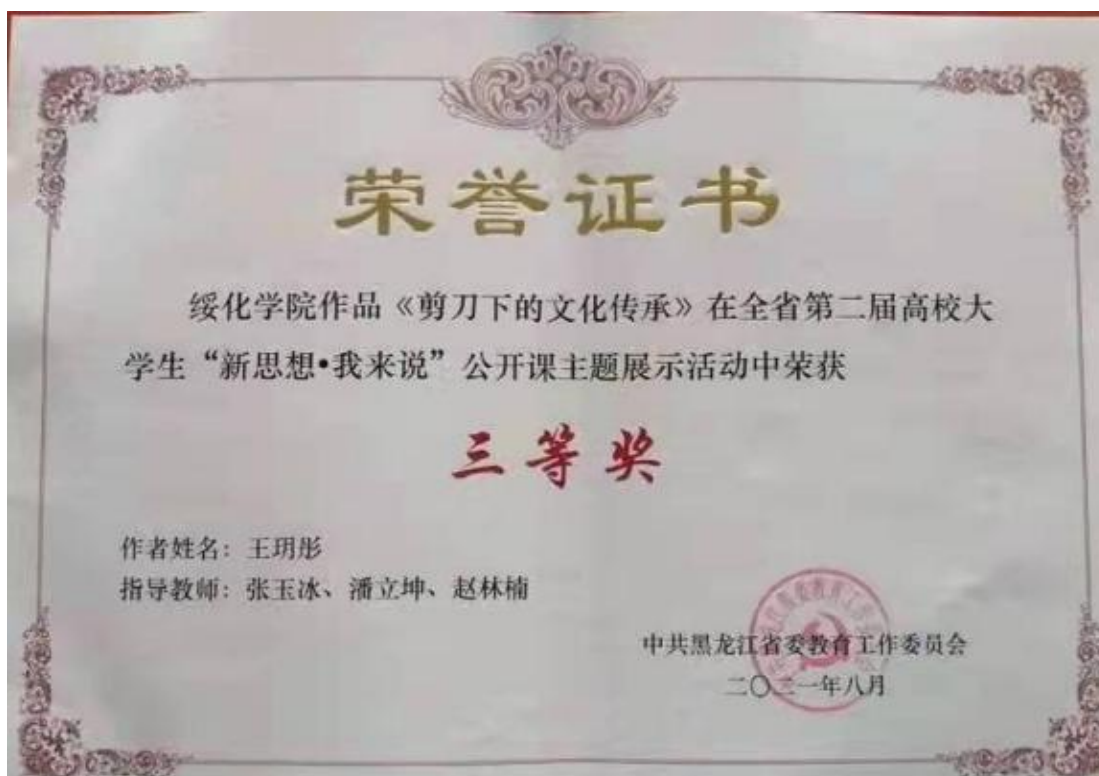 荣誉证书
绥化学院作品《剪刀下的文化传承》在全省第二届高校大
学生“新思想•我来说”公开课主题展示活动中荣获
三等奖
作者姓名：王玥彤
指导教师：张玉冰、潘立坤、赵林楠
中共黑龙江省委教育工作委员会
二〇二一年八月